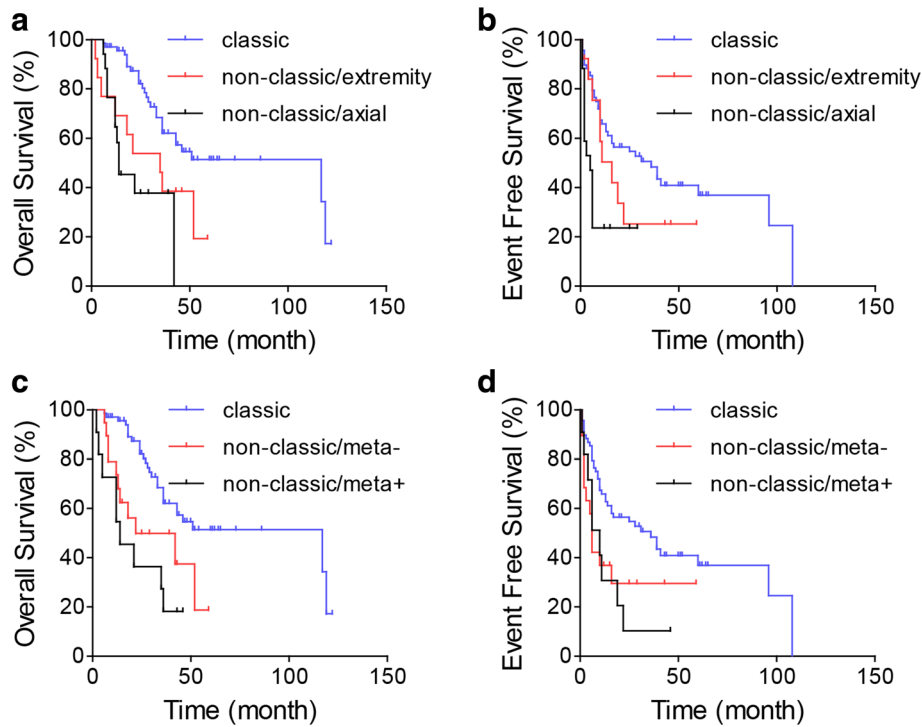 a
Overall Survival (%)
100
80
60
40
20
0
classic
non-classic/extremity
non-classic/axial
0 50 100 150
Time (month)
b
Event Free Survival (%)
100
80
60
40
20
0
classic
non-classic/extremity
non-classic/axial
0 50 100 150
Time (month)
c
Overall Survival (%)
100
80
60
40
20
0
classic
non-classic/meta-
non-classic/meta+
0 50 100 150
Time (month)
d
Event Free Survival (%)
100
80
60
40
20
0
classic
non-classic/meta-
non-classic/meta+
0 50 100 150
Time (month)